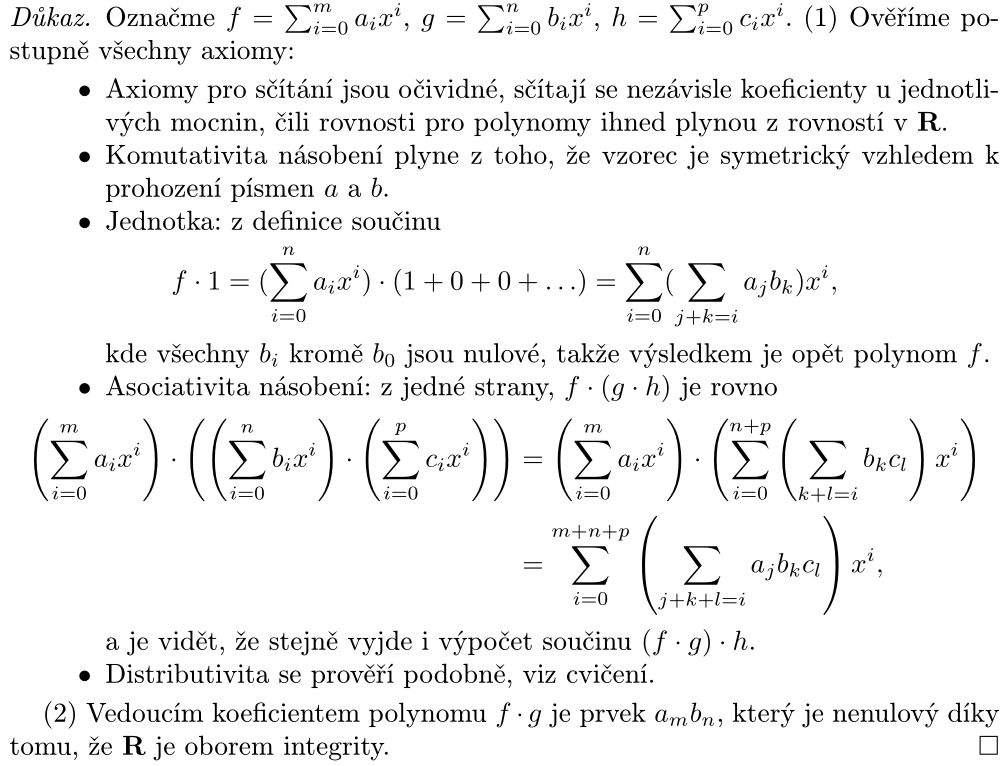 Důkaz. Označme $f = \sum_{i=0}^{m} a_i x^i$, $g = \sum_{i=0}^{n} b_i x^i$, $h = \sum_{i=0}^{p} c_i x^i$. (1) Ověříme po-
stupně všechny axiomy:
• Axiomy pro sčítání jsou očividné, sčítají se nezávisle koeficienty u jednotli-
vých mocnin, čili rovnosti pro polynomy ihned plynou z rovností v $\mathbf{R}$.
• Komutativita násobení plyne z toho, že vzorec je symetrický vzhledem k
prohození písmen $a$ a $b$.
• Jednotka: z definice součinu
$f \cdot 1 = (\sum_{i=0}^{n} a_i x^i) \cdot (1 + 0 + 0 + \ldots) = \sum_{i=0}^{n} (\sum_{j+k=i} a_j b_k) x^i,$
kde všechny $b_i$ kromě $b_0$ jsou nulové, takže výsledkem je opět polynom $f$.
• Asociativita násobení: z jedné strany, $f \cdot (g \cdot h)$ je rovno
$\left( \sum_{i=0}^{m} a_i x^i \right) \cdot \left( \left( \sum_{i=0}^{n} b_i x^i \right) \cdot \left( \sum_{i=0}^{p} c_i x^i \right) \right) = \left( \sum_{i=0}^{m} a_i x^i \right) \cdot \left( \sum_{i=0}^{n+p} \left( \sum_{k+l=i} b_k c_l \right) x^i \right)$
$= \sum_{i=0}^{m+n+p} \left( \sum_{j+k+l=i} a_j b_k c_l \right) x^i,$
a je vidět, že stejně vyjde i výpočet součinu $(f \cdot g) \cdot h$.
• Distributivita se prověří podobně, viz cvičení.
(2) Vedoucím koeficientem polynomu $f \cdot g$ je prvek $a_m b_n$, který je nenulový díky
tomu, že $\mathbf{R}$ je oborem integrity. □